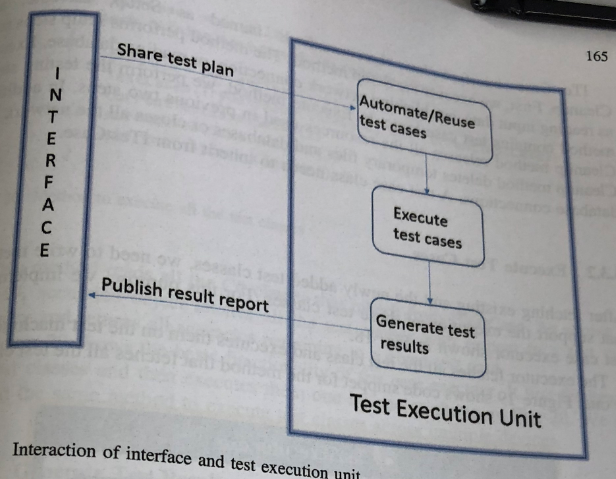 165
Share test plan
INTERFACE
Automate/Reuse
test cases
Execute
test cases
Publish result report
Generate test
results
Test Execution Unit
Interaction of interface and test execution unit